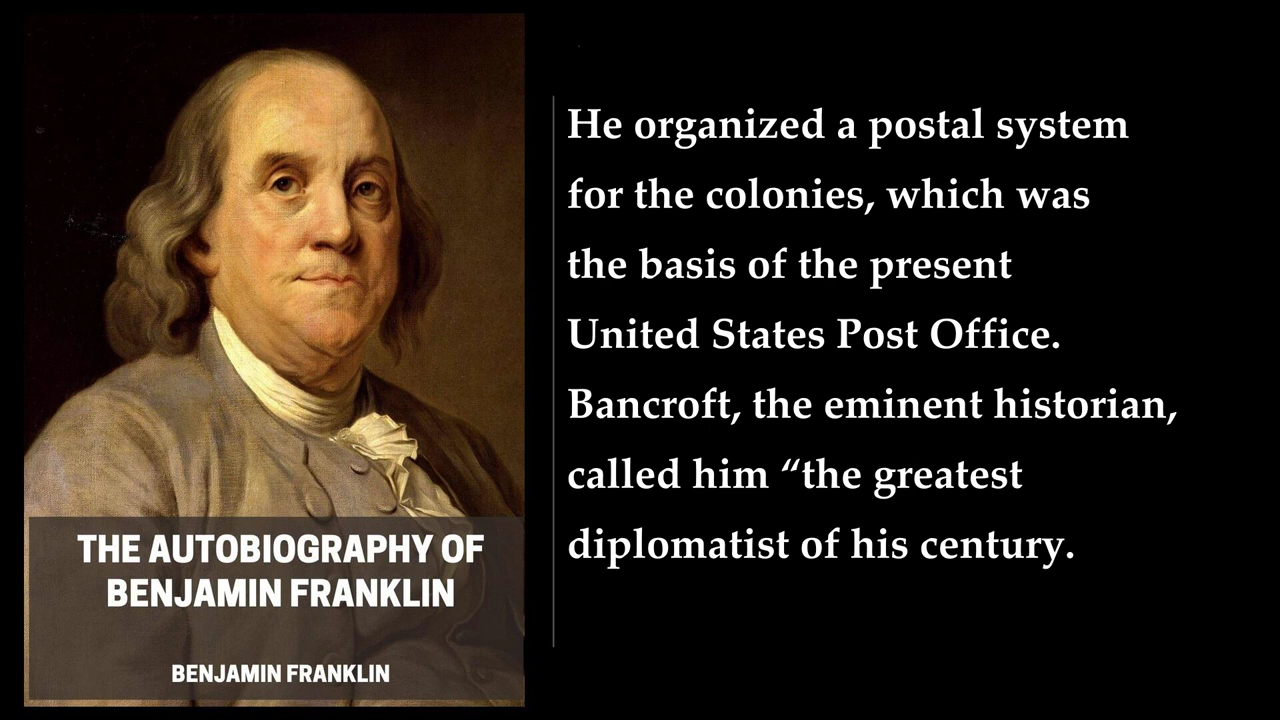 THE AUTOBIOGRAPHY OF
BENJAMIN FRANKLIN
BENJAMIN FRANKLIN
He organized a postal system
for the colonies, which was
the basis of the present
United States Post Office.
Bancroft, the eminent historian,
called him “the greatest
diplomatist of his century.